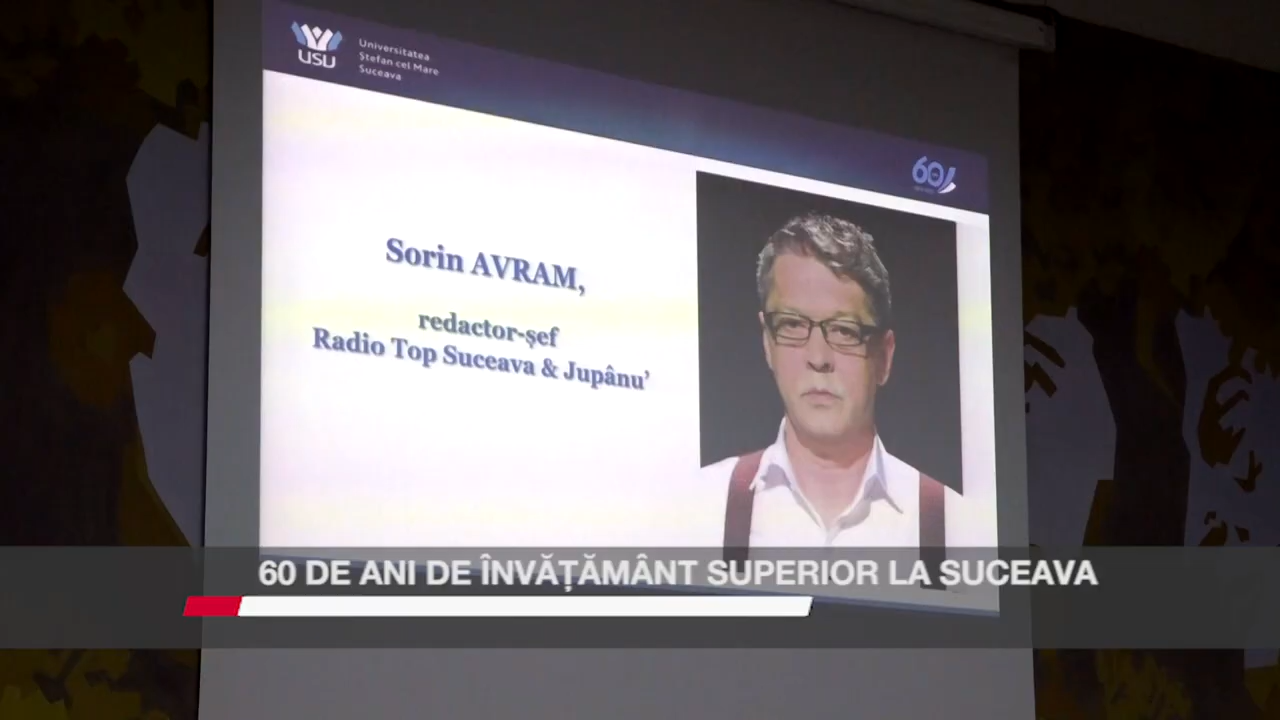 USU
Universitatea
Ștefan cel Mare
Suceava
60
Sorin AVRAM,
redactor-șef
Radio Top Suceava & Jupânu’
60 DE ANI DE ÎNVĂȚĂMÂNT SUPERIOR LA SUCEAVA